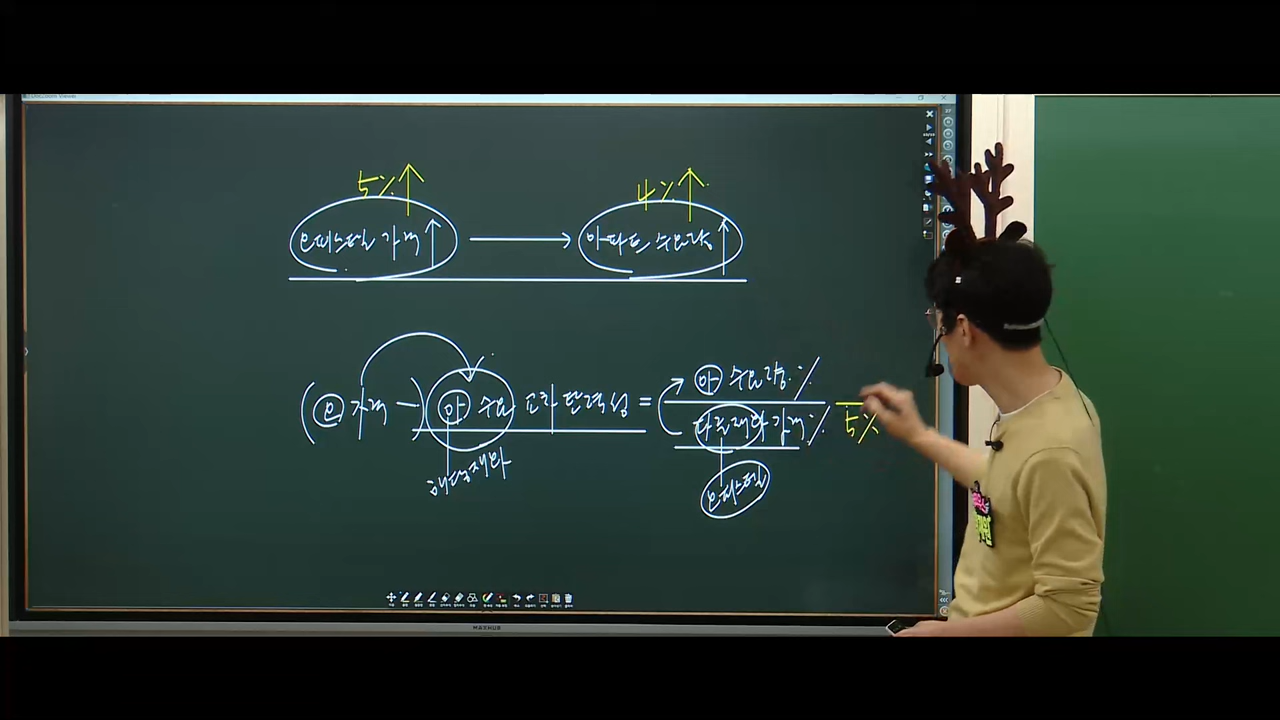 5%↑ 4%↑
오피스텔 가격↑ → 아파트 수요량↑
(오 가격 →) 아 수요 교차 탄력성 = 아 수요량 %
다른재화 가격 % 5%
해당재화
오피스텔
MAXHUB